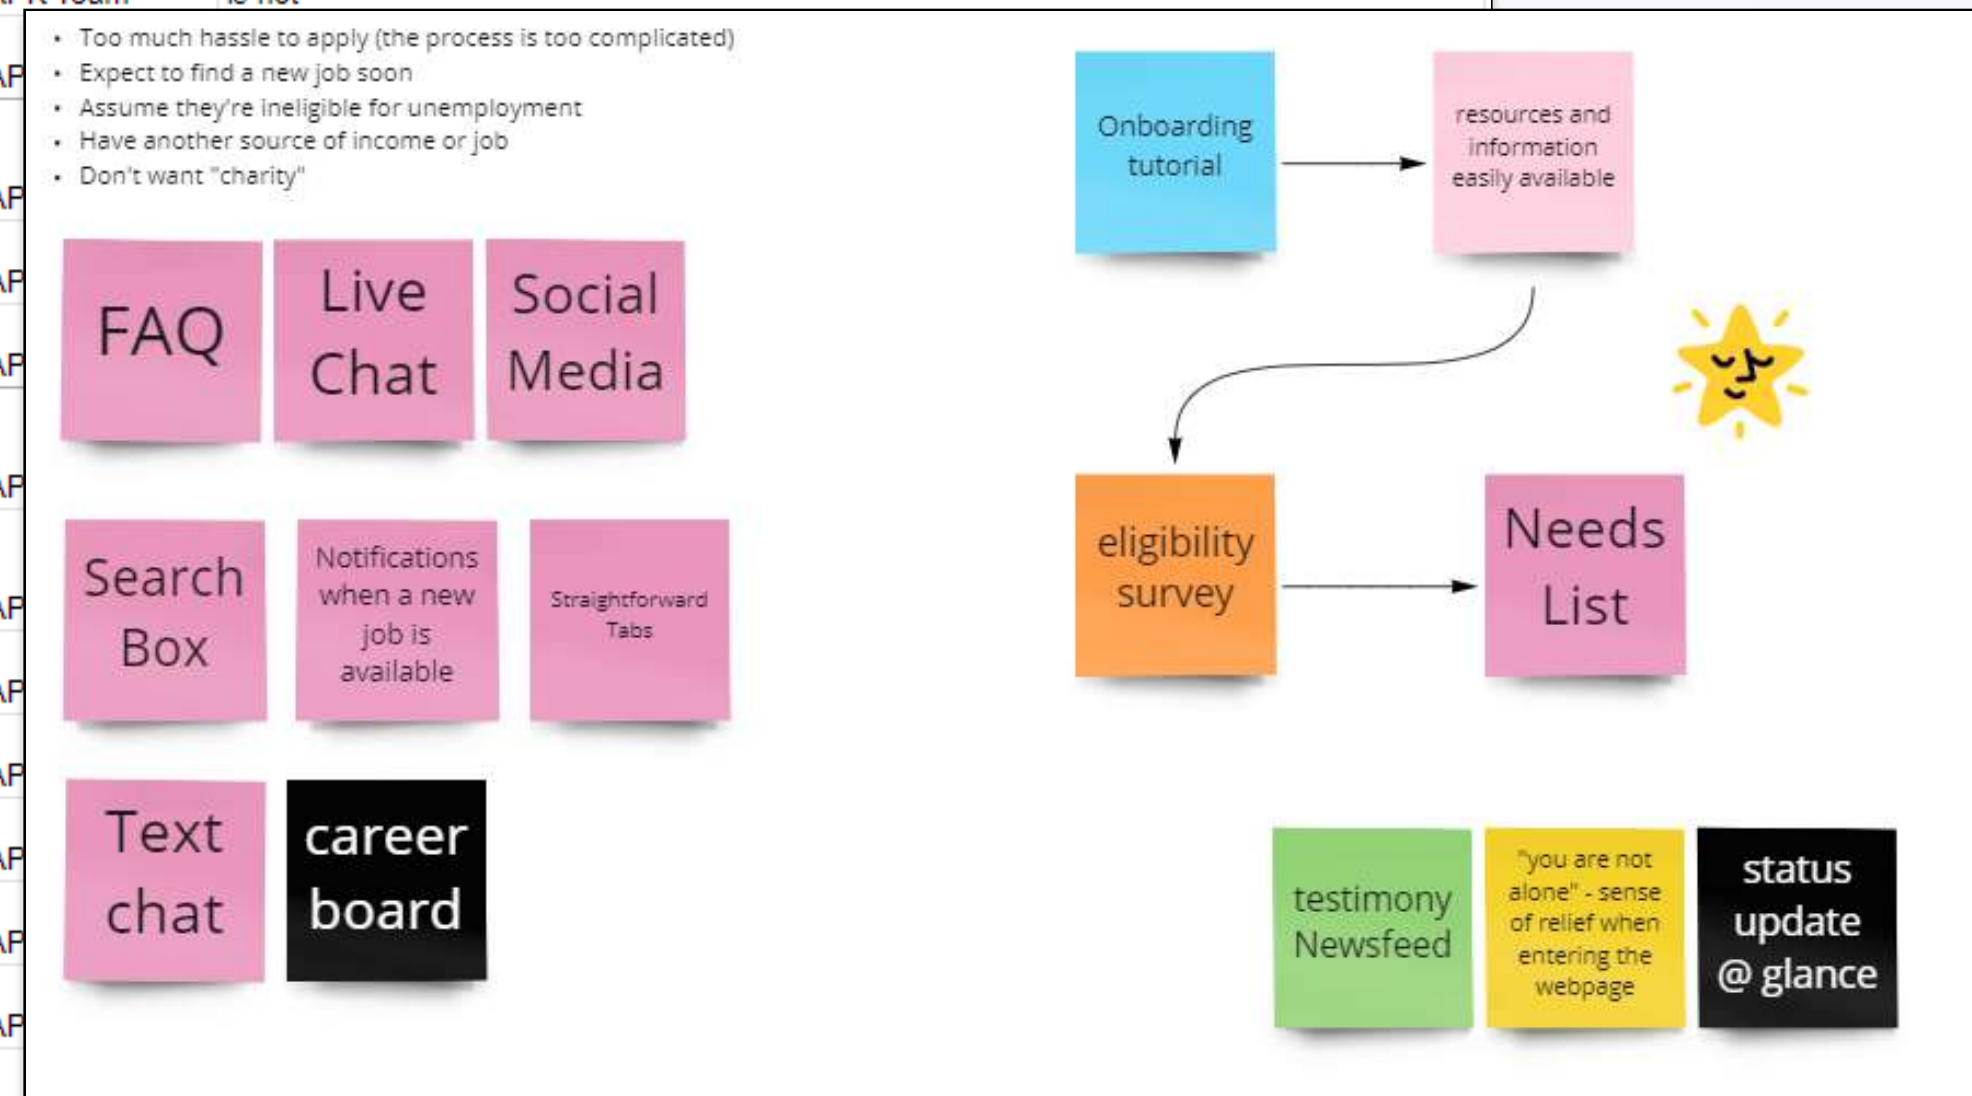 is not
• Too much hassle to apply (the process is too complicated)
• Expect to find a new job soon
• Assume they're ineligible for unemployment
• Have another source of income or job
• Don't want "charity"
FAQ
Live
Chat
Social
Media
Search
Box
Notifications
when a new
job is
available
Straightforward
Tabs
Text
chat
career
board
Onboarding
tutorial
resources and
information
easily available
eligibility
survey
Needs
List
testimony
Newsfeed
"you are not
alone" - sense
of relief when
entering the
webpage
status
update
@ glance